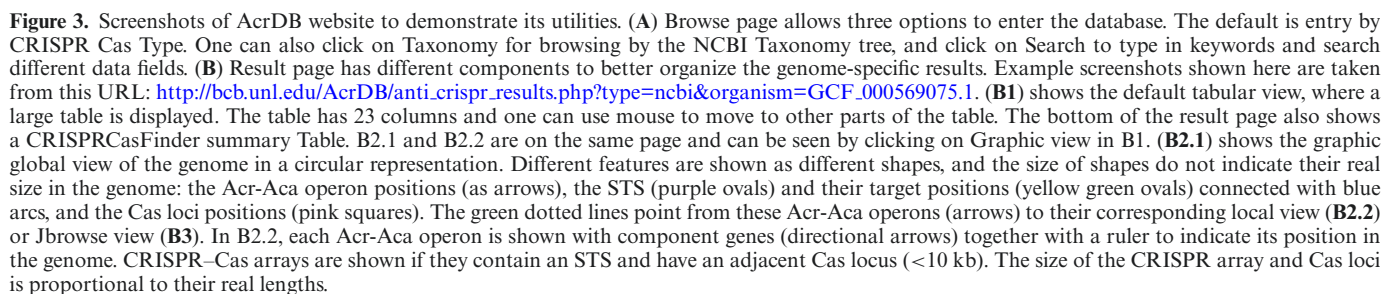 Figure 3. Screenshots of AcrDB website to demonstrate its utilities. (A) Browse page allows three options to enter the database. The default is entry by
CRISPR Cas Type. One can also click on Taxonomy for browsing by the NCBI Taxonomy tree, and click on Search to type in keywords and search
different data fields. (B) Result page has different components to better organize the genome-specific results. Example screenshots shown here are taken
from this URL: http://bcb.unl.edu/AcrDB/anti_crispr_results.php?type=ncbi&organism=GCF_000569075.1. (B1) shows the default tabular view, where a
large table is displayed. The table has 23 columns and one can use mouse to move to other parts of the table. The bottom of the result page also shows
a CRISPRCasFinder summary Table. B2.1 and B2.2 are on the same page and can be seen by clicking on Graphic view in B1. (B2.1) shows the graphic
global view of the genome in a circular representation. Different features are shown as different shapes, and the size of shapes do not indicate their real
size in the genome: the Acr-Aca operon positions (as arrows), the STS (purple ovals) and their target positions (yellow green ovals) connected with blue
arcs, and the Cas loci positions (pink squares). The green dotted lines point from these Acr-Aca operons (arrows) to their corresponding local view (B2.2)
or Jbrowse view (B3). In B2.2, each Acr-Aca operon is shown with component genes (directional arrows) together with a ruler to indicate its position in
the genome. CRISPR–Cas arrays are shown if they contain an STS and have an adjacent Cas locus (<10 kb). The size of the CRISPR array and Cas loci
is proportional to their real lengths.